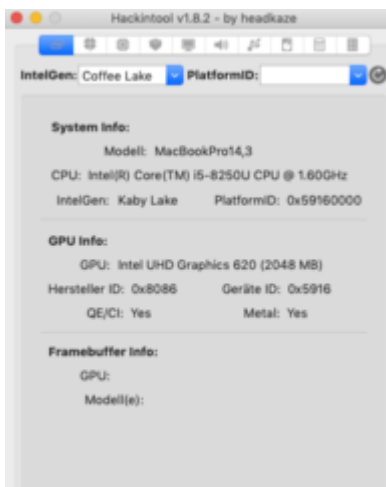 Hackintool v1.8.2 - by headkaze
IntelGen: Coffee Lake PlatformID:
System Info:
Modell: MacBookPro14,3
CPU: Intel(R) Core(TM) i5-8250U CPU @ 1.60GHz
IntelGen: Kaby Lake PlatformID: 0x59160000
GPU Info:
GPU: Intel UHD Graphics 620 (2048 MB)
Hersteller ID: 0x8086 Geräte ID: 0x5916
QE/CI: Yes Metal: Yes
Framebuffer Info:
GPU:
Modell(e):